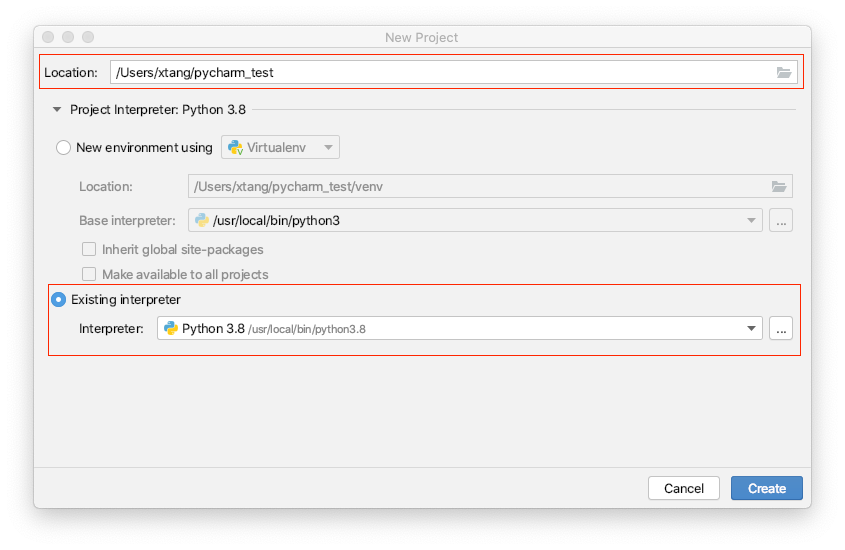 New Project
Location: /Users/xtang/pycharm_test
Project Interpreter: Python 3.8
New environment using Virtualenv
Location: /Users/xtang/pycharm_test/venv
Base interpreter: /usr/local/bin/python3 ...
Inherit global site-packages
Make available to all projects
Existing interpreter
Interpreter: Python 3.8 /usr/local/bin/python3.8 ...
Cancel Create